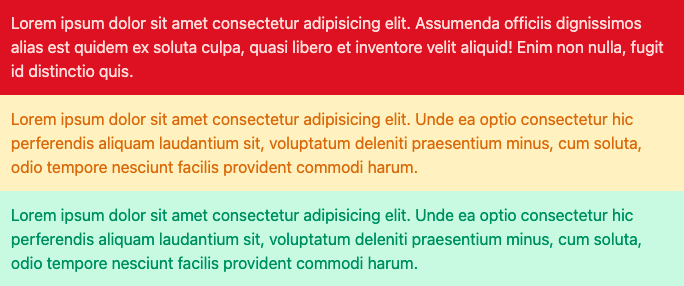 Lorem ipsum dolor sit amet consectetur adipisicing elit. Assumenda officiis dignissimos
alias est quidem ex soluta culpa, quasi libero et inventore velit aliquid! Enim non nulla, fugit
id distinctio quis.
Lorem ipsum dolor sit amet consectetur adipisicing elit. Unde ea optio consectetur hic
perferendis aliquam laudantium sit, voluptatum deleniti praesentium minus, cum soluta,
odio tempore nesciunt facilis provident commodi harum.
Lorem ipsum dolor sit amet consectetur adipisicing elit. Unde ea optio consectetur hic
perferendis aliquam laudantium sit, voluptatum deleniti praesentium minus, cum soluta,
odio tempore nesciunt facilis provident commodi harum.